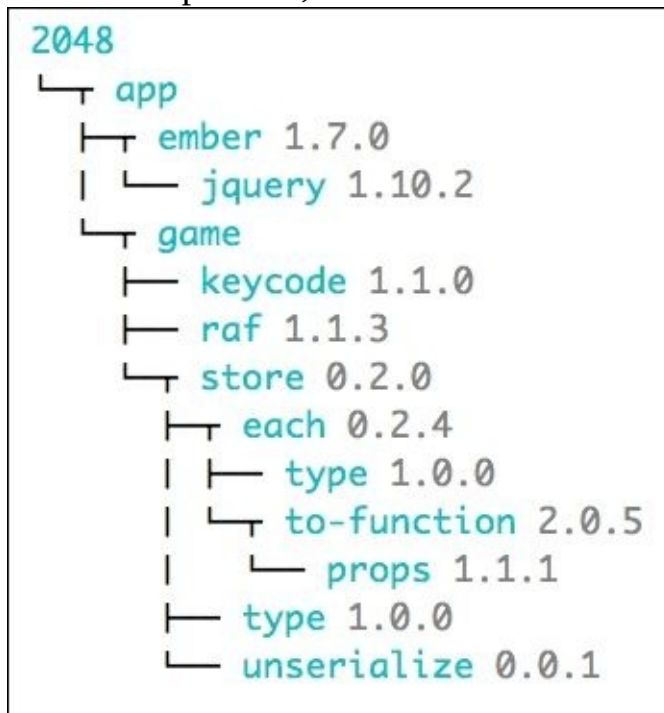 2048
└─┬ app
  ├─┬ ember 1.7.0
  │ └── jquery 1.10.2
  └─┬ game
    ├── keycode 1.1.0
    ├── raf 1.1.3
    └─┬ store 0.2.0
      ├─┬ each 0.2.4
      │ ├── type 1.0.0
      │ └─┬ to-function 2.0.5
      │   └── props 1.1.1
      ├── type 1.0.0
      └── unserialize 0.0.1